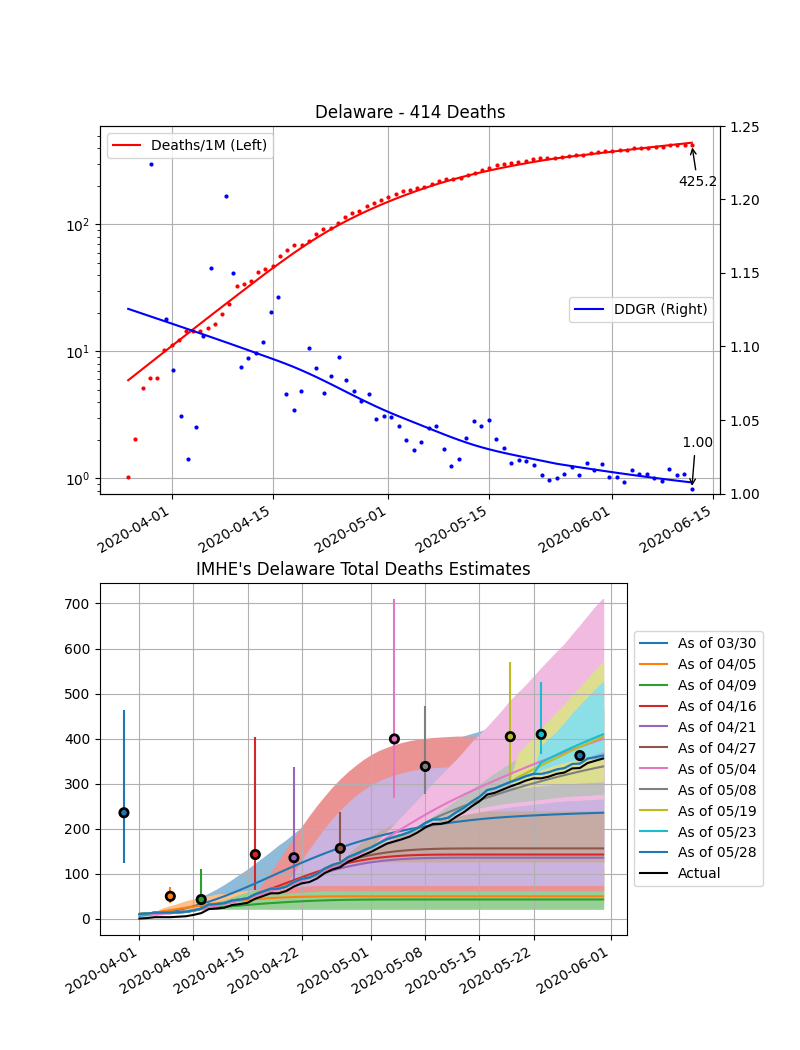 Delaware - 414 Deaths
Deaths/1M (Left)
DDGR (Right)
425.2
1.00
10²
10¹
10⁰
1.25
1.20
1.15
1.10
1.05
1.00
2020-04-01
2020-04-15
2020-05-01
2020-05-15
2020-06-01
2020-06-15
IMHE's Delaware Total Deaths Estimates
700
600
500
400
300
200
100
0
2020-04-01
2020-04-08
2020-04-15
2020-04-22
2020-05-01
2020-05-08
2020-05-15
2020-05-22
2020-06-01
As of 03/30
As of 04/05
As of 04/09
As of 04/16
As of 04/21
As of 04/27
As of 05/04
As of 05/08
As of 05/19
As of 05/23
As of 05/28
Actual